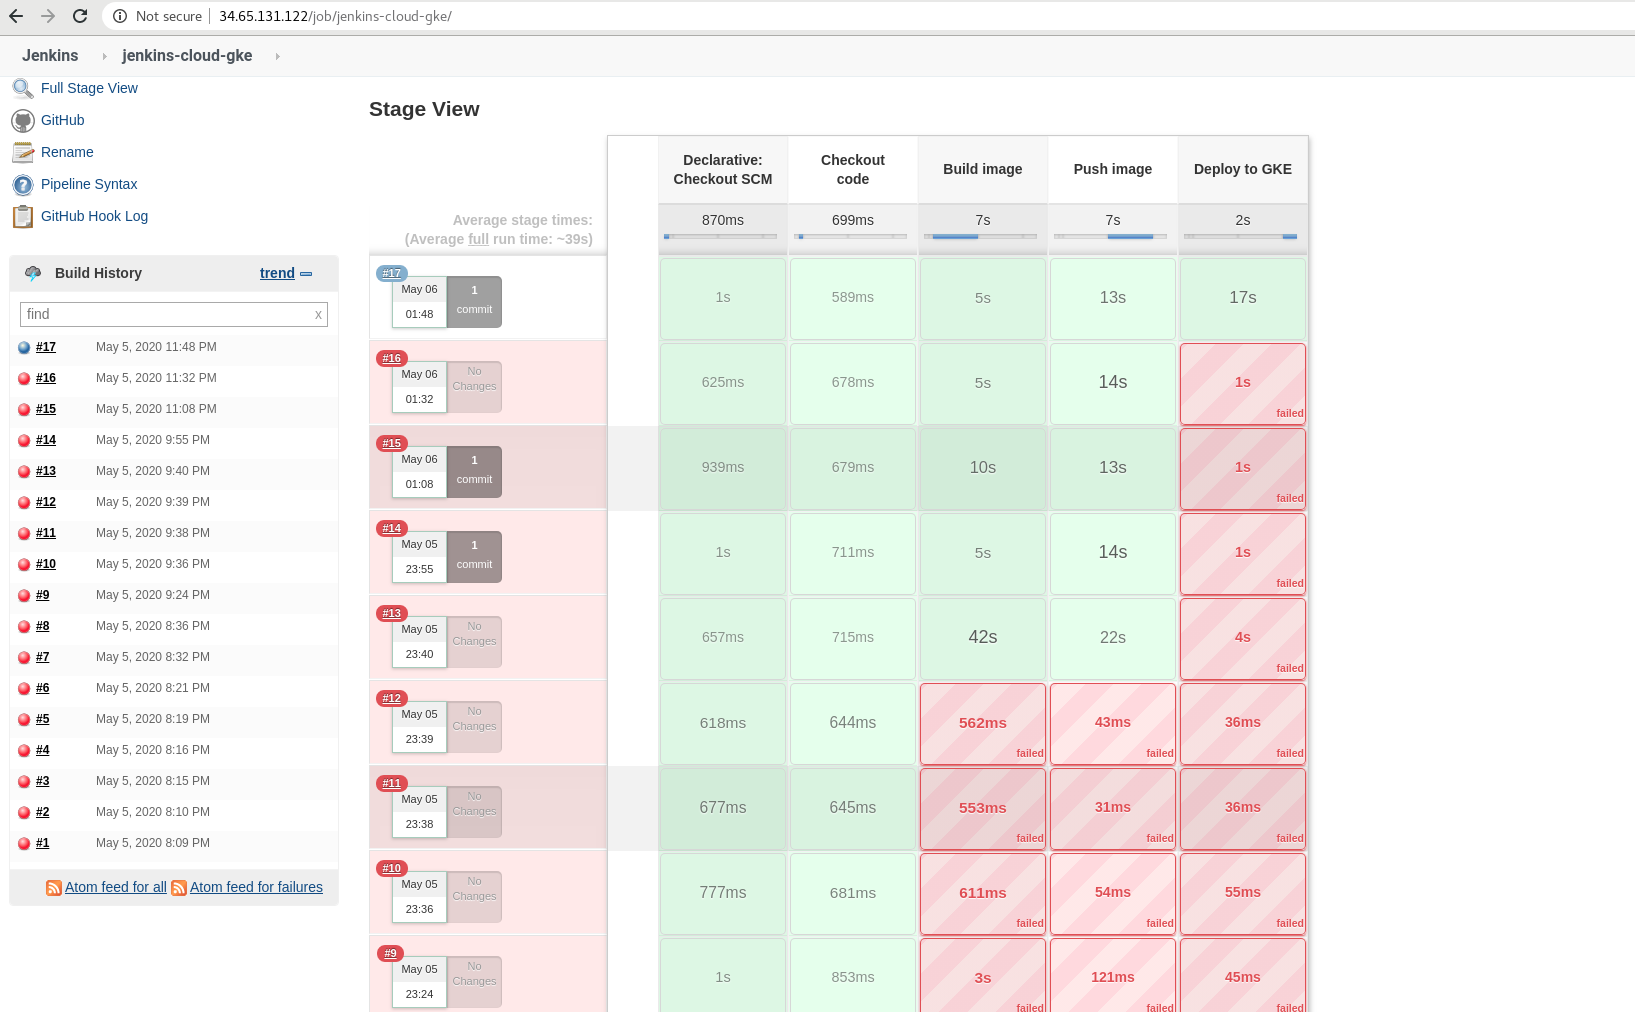 Not secure 34.65.131.122/job/jenkins-cloud-gke/
Jenkins jenkins-cloud-gke
Full Stage View
GitHub
Rename
Pipeline Syntax
GitHub Hook Log
Build History trend
find x
#17 May 5, 2020 11:48 PM
#16 May 5, 2020 11:32 PM
#15 May 5, 2020 11:08 PM
#14 May 5, 2020 9:55 PM
#13 May 5, 2020 9:40 PM
#12 May 5, 2020 9:39 PM
#11 May 5, 2020 9:38 PM
#10 May 5, 2020 9:36 PM
#9 May 5, 2020 9:24 PM
#8 May 5, 2020 8:36 PM
#7 May 5, 2020 8:32 PM
#6 May 5, 2020 8:21 PM
#5 May 5, 2020 8:19 PM
#4 May 5, 2020 8:16 PM
#3 May 5, 2020 8:15 PM
#2 May 5, 2020 8:10 PM
#1 May 5, 2020 8:09 PM
Atom feed for all Atom feed for failures
Stage View
Declarative: Checkout Build image Push image Deploy to GKE
Checkout SCM code
Average stage times: 870ms 699ms 7s 7s 2s
(Average full run time: ~39s)
#17
May 06 1
01:48 commit
1s 589ms 5s 13s 17s
#16
May 06 No
01:32 Changes
625ms 678ms 5s 14s 1s
failed
#15
May 06 1
01:08 commit
939ms 679ms 10s 13s 1s
failed
#14
May 05 1
23:55 commit
1s 711ms 5s 14s 1s
failed
#13
May 05 No
23:40 Changes
657ms 715ms 42s 22s 4s
failed
#12
May 05 No
23:39 Changes
618ms 644ms 562ms 43ms 36ms
failed failed failed
#11
May 05 No
23:38 Changes
677ms 645ms 553ms 31ms 36ms
failed failed failed
#10
May 05 No
23:36 Changes
777ms 681ms 611ms 54ms 55ms
failed failed failed
#9
May 05 No
23:24 Changes
1s 853ms 3s 121ms 45ms
failed failed failed